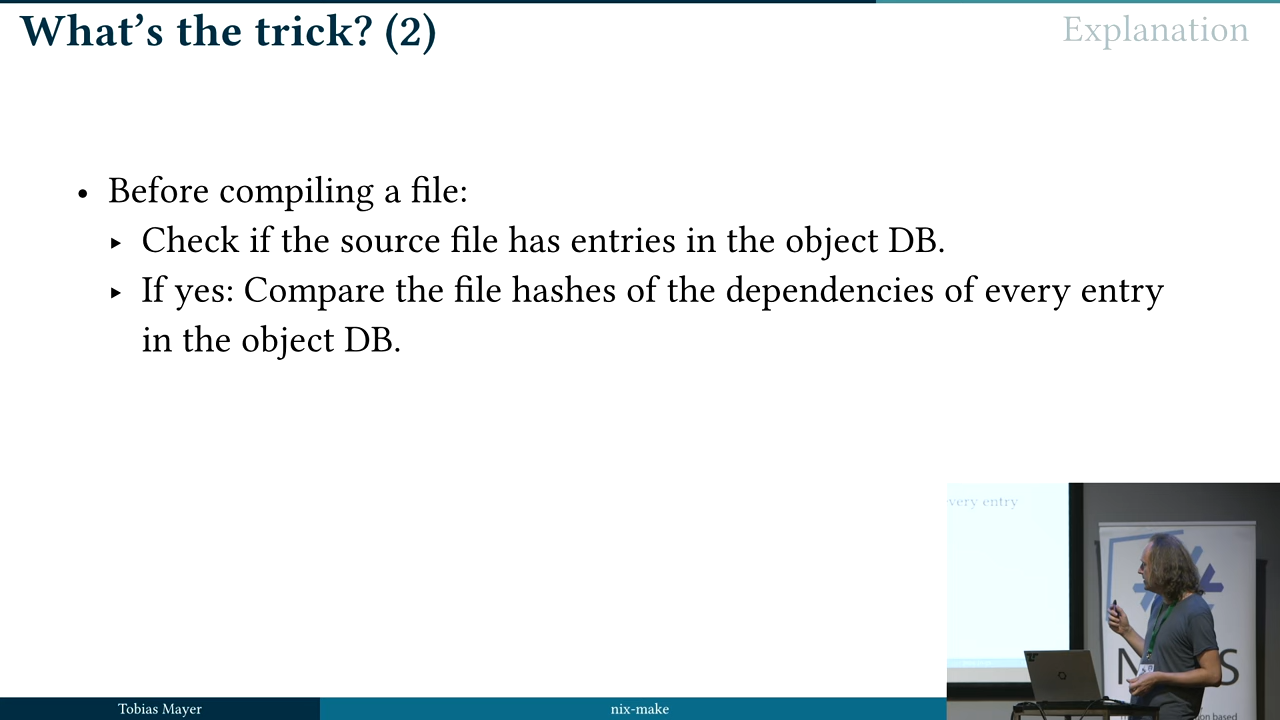 What's the trick? (2)
Explanation
• Before compiling a file:
▸ Check if the source file has entries in the object DB.
▸ If yes: Compare the file hashes of the dependencies of every entry
in the object DB.
very entry
N
S
on based
Tobias Mayer
nix-make